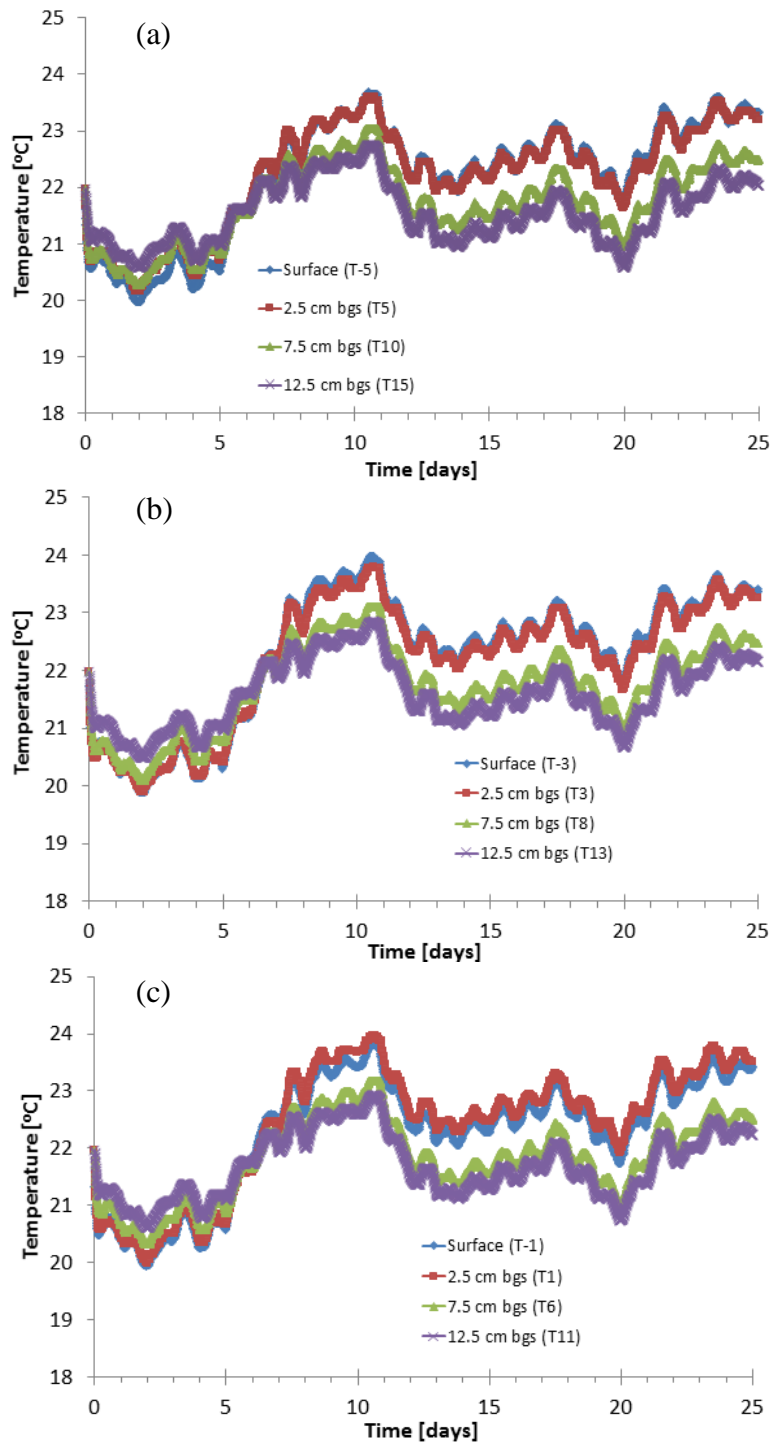 (a)
25
24
23
22
21
20
19
18
Temperature [ºC]
Surface (T-5)
2.5 cm bgs (T5)
7.5 cm bgs (T10)
12.5 cm bgs (T15)
0 5 10 15 20 25
Time [days]
(b)
25
24
23
22
21
20
19
18
Temperature [ºC]
Surface (T-3)
2.5 cm bgs (T3)
7.5 cm bgs (T8)
12.5 cm bgs (T13)
0 5 10 15 20 25
Time [days]
(c)
25
24
23
22
21
20
19
18
Temperature [ºC]
Surface (T-1)
2.5 cm bgs (T1)
7.5 cm bgs (T6)
12.5 cm bgs (T11)
0 5 10 15 20 25
Time [days]